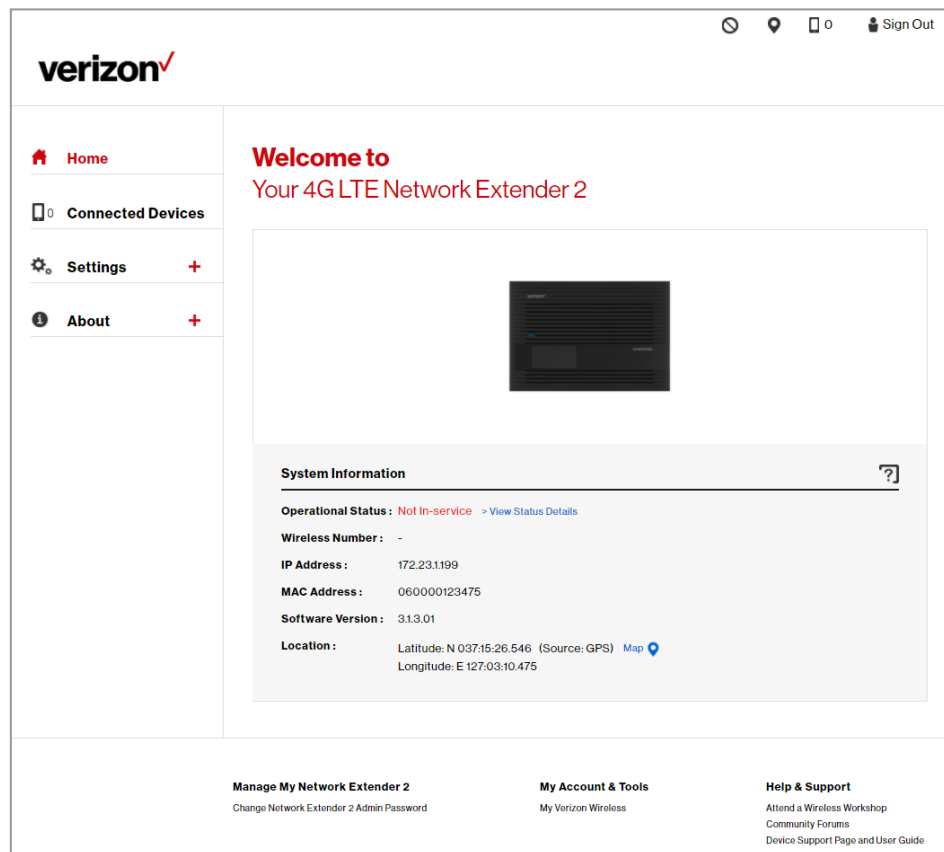 0
Sign Out
verizon
Home
Welcome to
Your 4G LTE Network Extender 2
0
Connected Devices
Settings +
About +
verizon
SAMSUNG
System Information
?
Operational Status : Not In-service > View Status Details
Wireless Number : -
IP Address : 172.23.1.199
MAC Address : 060000123475
Software Version : 3.1.3.01
Location : Latitude: N 037:15:26.546 (Source: GPS) Map
Longitude: E 127:03:10.475
Manage My Network Extender 2
Change Network Extender 2 Admin Password
My Account & Tools
My Verizon Wireless
Help & Support
Attend a Wireless Workshop
Community Forums
Device Support Page and User Guide